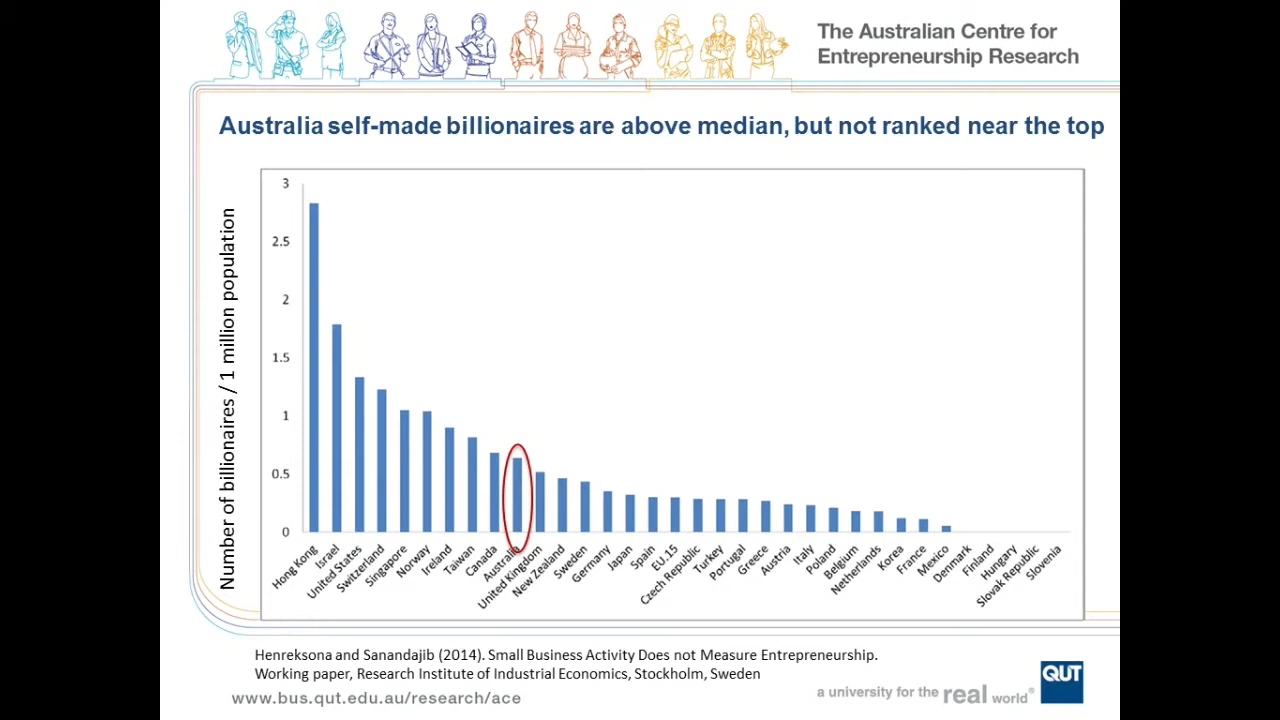 The Australian Centre for
Entrepreneurship Research
Australia self-made billionaires are above median, but not ranked near the top
Number of billionaires / 1 million population
3
2.5
2
1.5
1
0.5
0
Hong Kong
Israel
United States
Switzerland
Singapore
Norway
Ireland
Taiwan
Canada
Australia
United Kingdom
New Zealand
Sweden
Germany
Japan
Spain
EU.15
Czech Republic
Turkey
Portugal
Greece
Austria
Italy
Poland
Belgium
Netherlands
Korea
France
Mexico
Denmark
Finland
Hungary
Slovak Republic
Slovenia
Henreksona and Sanandajib (2014). Small Business Activity Does not Measure Entrepreneurship.
Working paper, Research Institute of Industrial Economics, Stockholm, Sweden
www.bus.qut.edu.au/research/ace
a university for the real world®
QUT